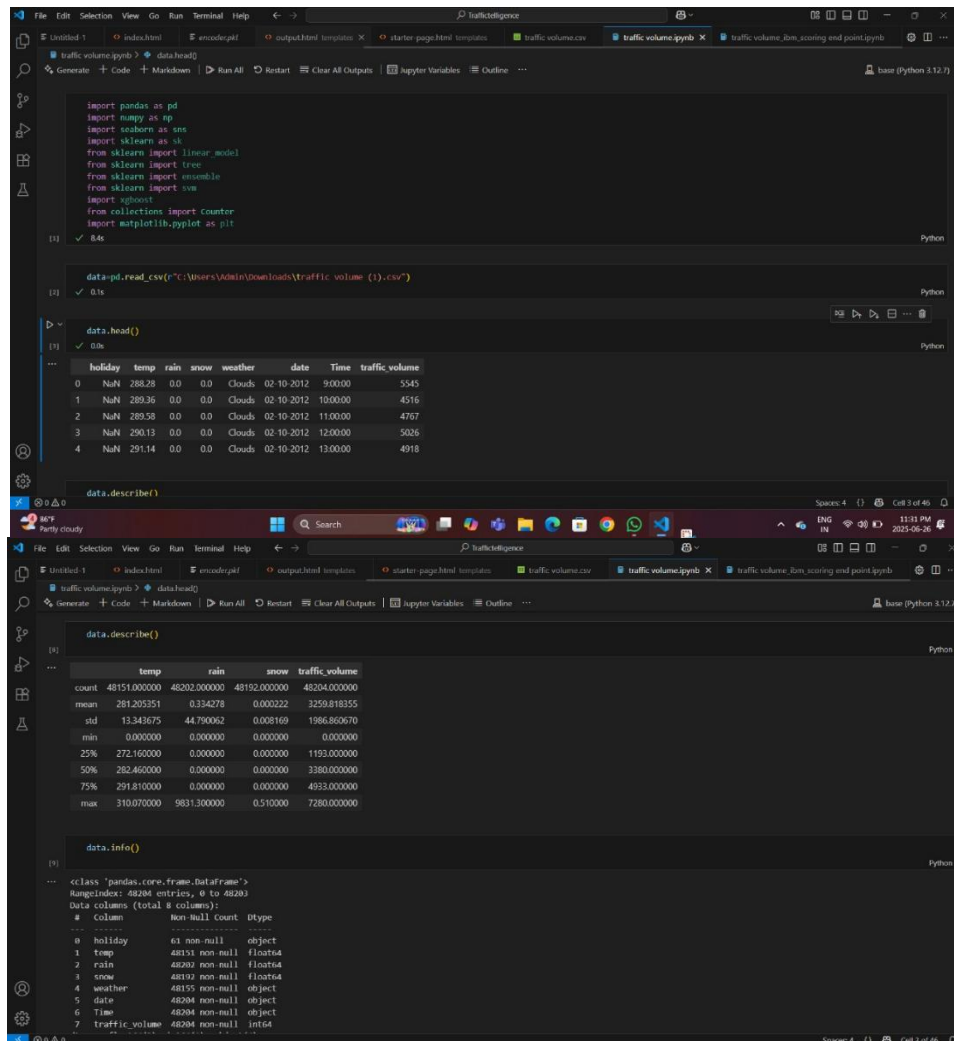 File Edit Selection View Go Run Terminal Help Traffictelligence
Untitled-1 index.html encoder.pkl output.html templates starter-page.html templates traffic volume.csv traffic volume.ipynb traffic volume_ibm_scoring end point.ipynb
traffic volume.ipynb > data.head()
Generate + Code + Markdown Run All Restart Clear All Outputs Jupyter Variables Outline ... base (Python 3.12.7)
import pandas as pd
import numpy as np
import seaborn as sns
import sklearn as sk
from sklearn import linear_model
from sklearn import tree
from sklearn import ensemble
from sklearn import svm
import xgboost
from collections import Counter
import matplotlib.pyplot as plt
[1] ✓ 8.4s Python
data=pd.read_csv(r"C:\Users\Admin\Downloads\traffic volume (1).csv")
[2] ✓ 0.1s Python
data.head()
[3] ✓ 0.0s Python
holiday temp rain snow weather date Time traffic_volume
0 NaN 288.28 0.0 0.0 Clouds 02-10-2012 9:00:00 5545
1 NaN 289.36 0.0 0.0 Clouds 02-10-2012 10:00:00 4516
2 NaN 289.58 0.0 0.0 Clouds 02-10-2012 11:00:00 4767
3 NaN 290.13 0.0 0.0 Clouds 02-10-2012 12:00:00 5026
4 NaN 291.14 0.0 0.0 Clouds 02-10-2012 13:00:00 4918
data.describe()
0 0 Spaces: 4 {} Cell 3 of 46
86°F Search ENG 11:31 PM
Partly cloudy IN 2025-06-26
File Edit Selection View Go Run Terminal Help Traffictelligence
Untitled-1 index.html encoder.pkl output.html templates starter-page.html templates traffic volume.csv traffic volume.ipynb traffic volume_ibm_scoring end point.ipynb
traffic volume.ipynb > data.head()
Generate + Code + Markdown Run All Restart Clear All Outputs Jupyter Variables Outline ... base (Python 3.12.7
data.describe()
[8] Python
temp rain snow traffic_volume
count 48151.000000 48202.000000 48192.000000 48204.000000
mean 281.205351 0.334278 0.000222 3259.818355
std 13.343675 44.790062 0.008169 1986.860670
min 0.000000 0.000000 0.000000 0.000000
25% 272.160000 0.000000 0.000000 1193.000000
50% 282.460000 0.000000 0.000000 3380.000000
75% 291.810000 0.000000 0.000000 4933.000000
max 310.070000 9831.300000 0.510000 7280.000000
data.info()
[9] Python
<class 'pandas.core.frame.DataFrame'>
RangeIndex: 48204 entries, 0 to 48203
Data columns (total 8 columns):
# Column Non-Null Count Dtype
--- ------ -------------- -----
0 holiday 61 non-null object
1 temp 48151 non-null float64
2 rain 48202 non-null float64
3 snow 48192 non-null float64
4 weather 48155 non-null object
5 date 48204 non-null object
6 Time 48204 non-null object
7 traffic_volume 48204 non-null int64
0 0 Spaces: 4 {} Cell 3 of 46